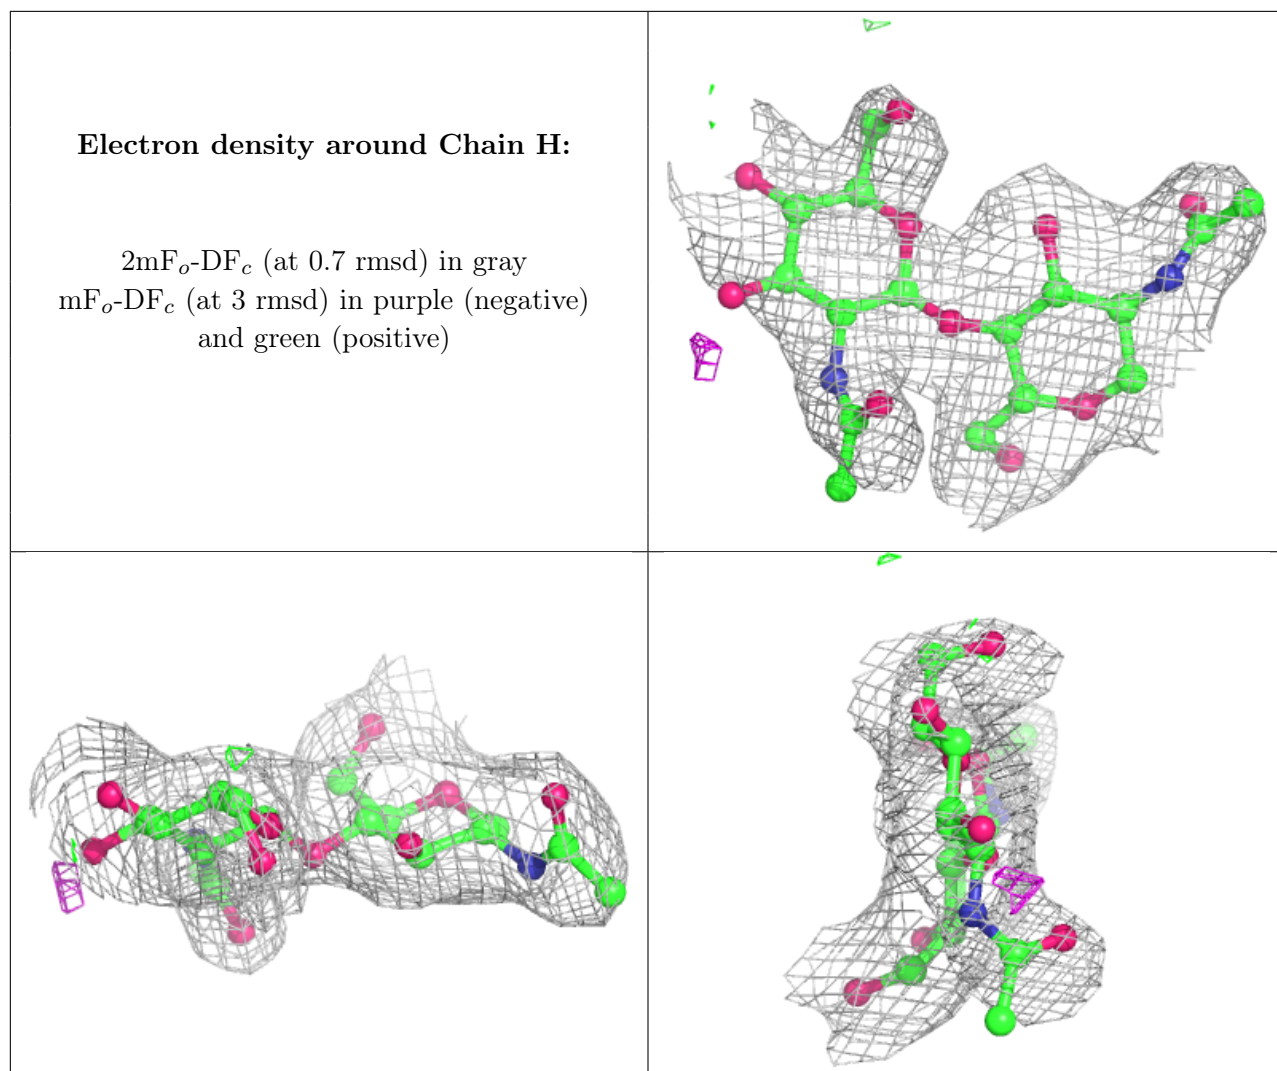 Electron density around Chain H:
2mFₒ-DF𝒸 (at 0.7 rmsd) in gray
mFₒ-DF𝒸 (at 3 rmsd) in purple (negative)
and green (positive)